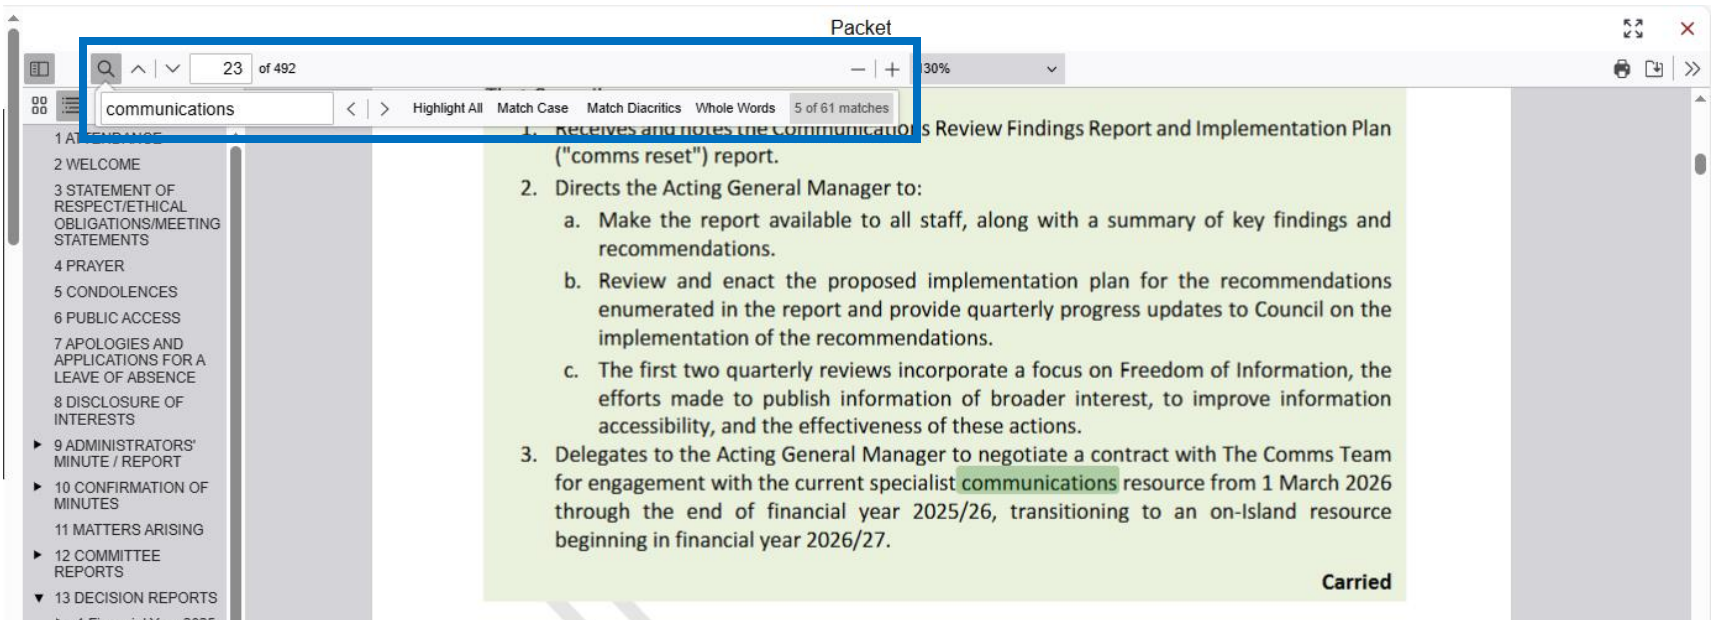 Packet
23 of 492
130%
communications Highlight All Match Case Match Diacritics Whole Words 5 of 61 matches
1 ATTENDANCE
2 WELCOME
3 STATEMENT OF
RESPECT/ETHICAL
OBLIGATIONS/MEETING
STATEMENTS
4 PRAYER
5 CONDOLENCES
6 PUBLIC ACCESS
7 APOLOGIES AND
APPLICATIONS FOR A
LEAVE OF ABSENCE
8 DISCLOSURE OF
INTERESTS
9 ADMINISTRATORS'
MINUTE / REPORT
10 CONFIRMATION OF
MINUTES
11 MATTERS ARISING
12 COMMITTEE
REPORTS
13 DECISION REPORTS
1. Receives and notes the Communications Review Findings Report and Implementation Plan
("comms reset") report.
2. Directs the Acting General Manager to:
a. Make the report available to all staff, along with a summary of key findings and
recommendations.
b. Review and enact the proposed implementation plan for the recommendations
enumerated in the report and provide quarterly progress updates to Council on the
implementation of the recommendations.
c. The first two quarterly reviews incorporate a focus on Freedom of Information, the
efforts made to publish information of broader interest, to improve information
accessibility, and the effectiveness of these actions.
3. Delegates to the Acting General Manager to negotiate a contract with The Comms Team
for engagement with the current specialist communications resource from 1 March 2026
through the end of financial year 2025/26, transitioning to an on-Island resource
beginning in financial year 2026/27.
Carried